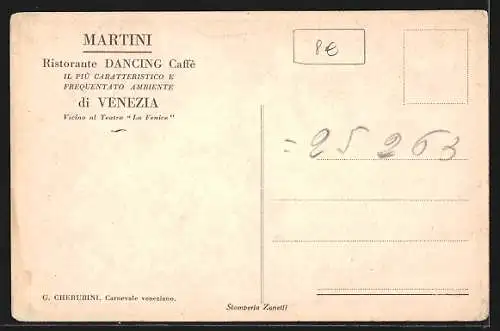 MARTINI
Ristorante DANCING Caffè
IL PIÙ CARATTERISTICO E
FREQUENTATO AMBIENTE
di VENEZIA
Vicino al Teatro "La Fenice"
8€
= 25263
G. CHERUBINI. Carnevale veneziano.
Stamperia Zanetti